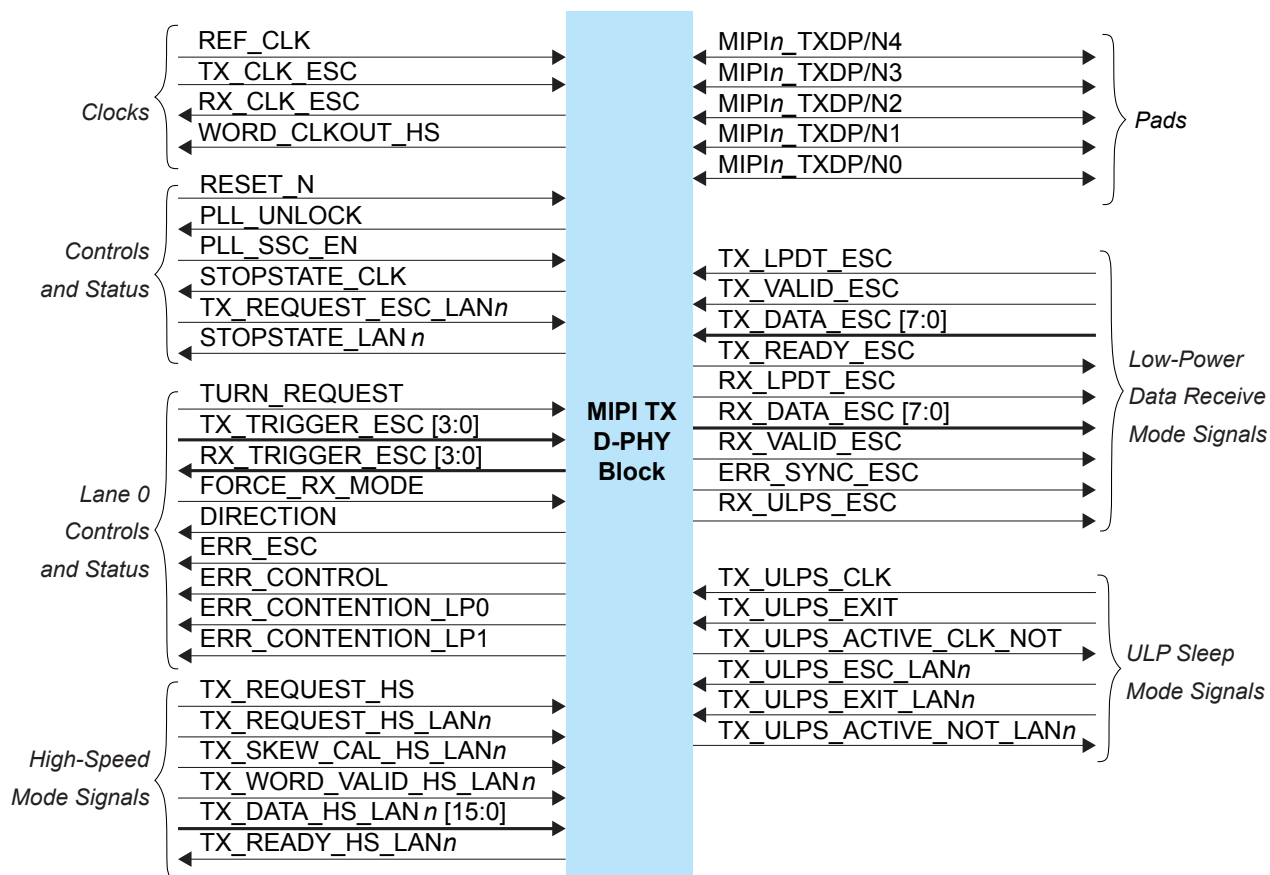 Clocks
REF_CLK
TX_CLK_ESC
RX_CLK_ESC
WORD_CLKOUT_HS
Controls
and Status
RESET_N
PLL_UNLOCK
PLL_SSC_EN
STOPSTATE_CLK
TX_REQUEST_ESC_LANn
STOPSTATE_LAN n
Lane 0
Controls
and Status
TURN_REQUEST
TX_TRIGGER_ESC [3:0]
RX_TRIGGER_ESC [3:0]
FORCE_RX_MODE
DIRECTION
ERR_ESC
ERR_CONTROL
ERR_CONTENTION_LP0
ERR_CONTENTION_LP1
High-Speed
Mode Signals
TX_REQUEST_HS
TX_REQUEST_HS_LANn
TX_SKEW_CAL_HS_LANn
TX_WORD_VALID_HS_LANn
TX_DATA_HS_LAN n [15:0]
TX_READY_HS_LANn
MIPI TX
D-PHY
Block
MIPIn_TXDP/N4
MIPIn_TXDP/N3
MIPIn_TXDP/N2
MIPIn_TXDP/N1
MIPIn_TXDP/N0
Pads
TX_LPDT_ESC
TX_VALID_ESC
TX_DATA_ESC [7:0]
TX_READY_ESC
RX_LPDT_ESC
RX_DATA_ESC [7:0]
RX_VALID_ESC
ERR_SYNC_ESC
RX_ULPS_ESC
Low-Power
Data Receive
Mode Signals
TX_ULPS_CLK
TX_ULPS_EXIT
TX_ULPS_ACTIVE_CLK_NOT
TX_ULPS_ESC_LANn
TX_ULPS_EXIT_LANn
TX_ULPS_ACTIVE_NOT_LANn
ULP Sleep
Mode Signals